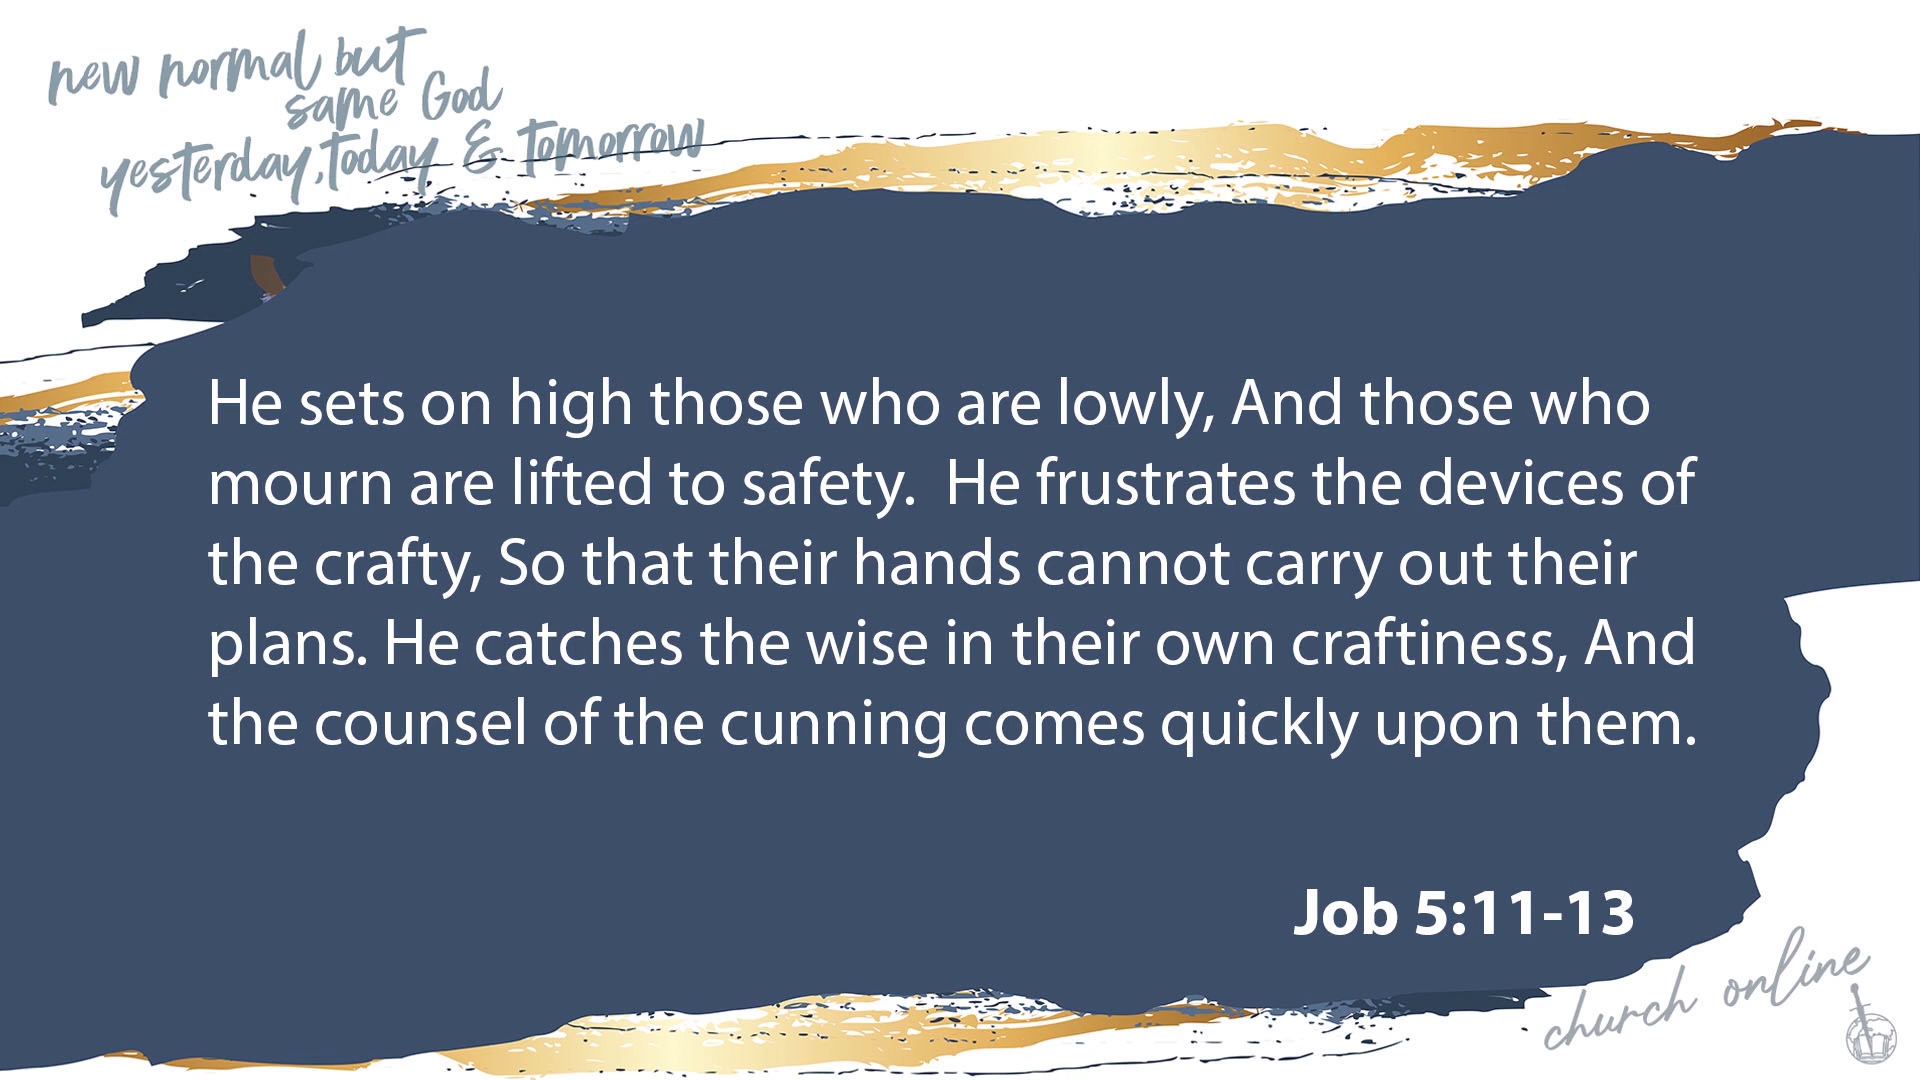 new normal but
same God
yesterday, today & tomorrow
He sets on high those who are lowly, And those who
mourn are lifted to safety.  He frustrates the devices of
the crafty, So that their hands cannot carry out their
plans. He catches the wise in their own craftiness, And
the counsel of the cunning comes quickly upon them.
Job 5:11-13
church online